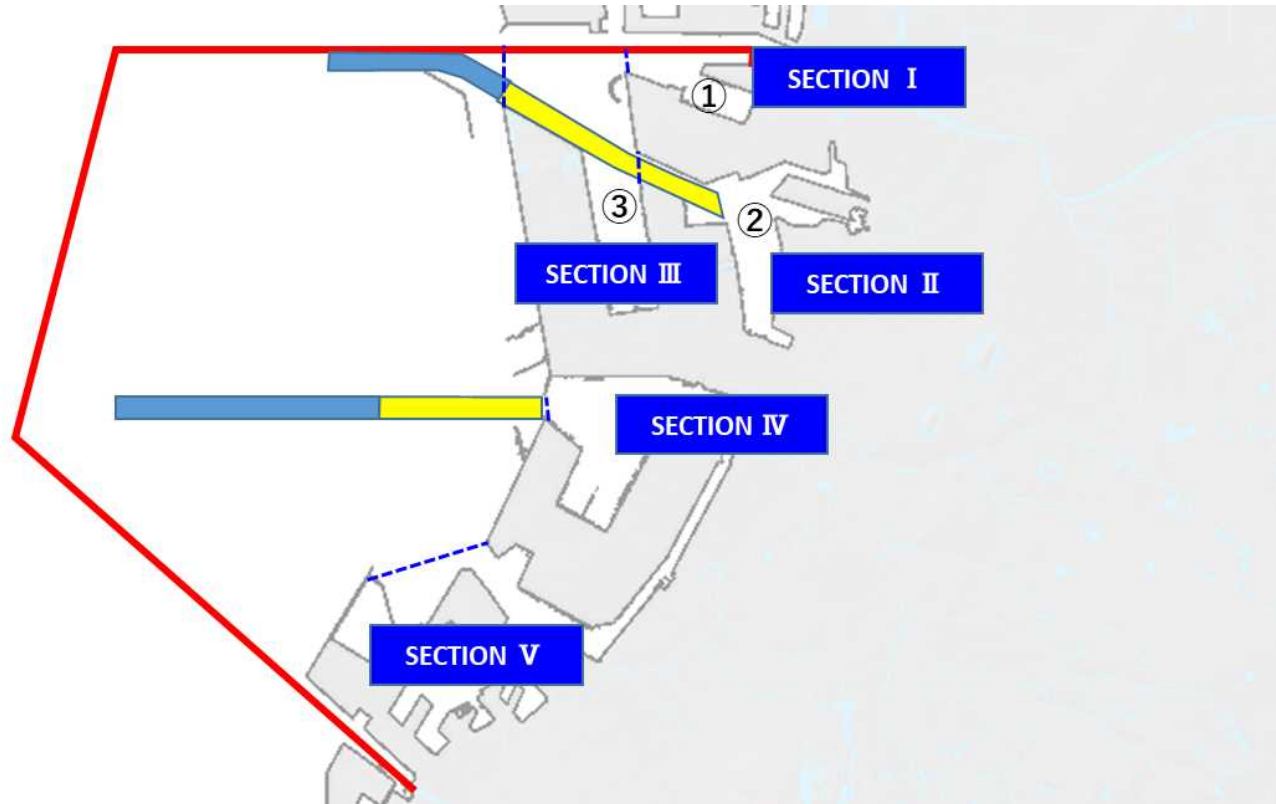 SECTION Ⅰ
①
③
②
SECTION Ⅲ
SECTION Ⅱ
SECTION Ⅳ
SECTION Ⅴ